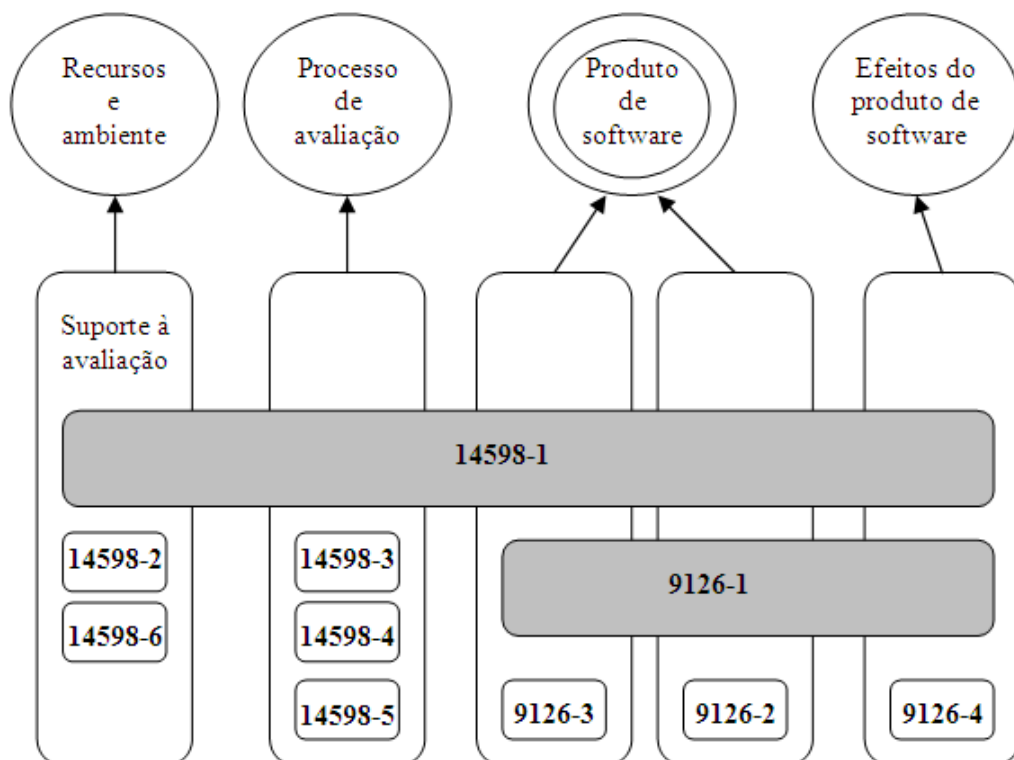 Recursos
e
ambiente
Processo
de
avaliação
Produto
de
software
Efeitos do
produto de
software
Suporte à
avaliação
14598-1
14598-2
14598-3
9126-1
14598-6
14598-4
14598-5
9126-3
9126-2
9126-4